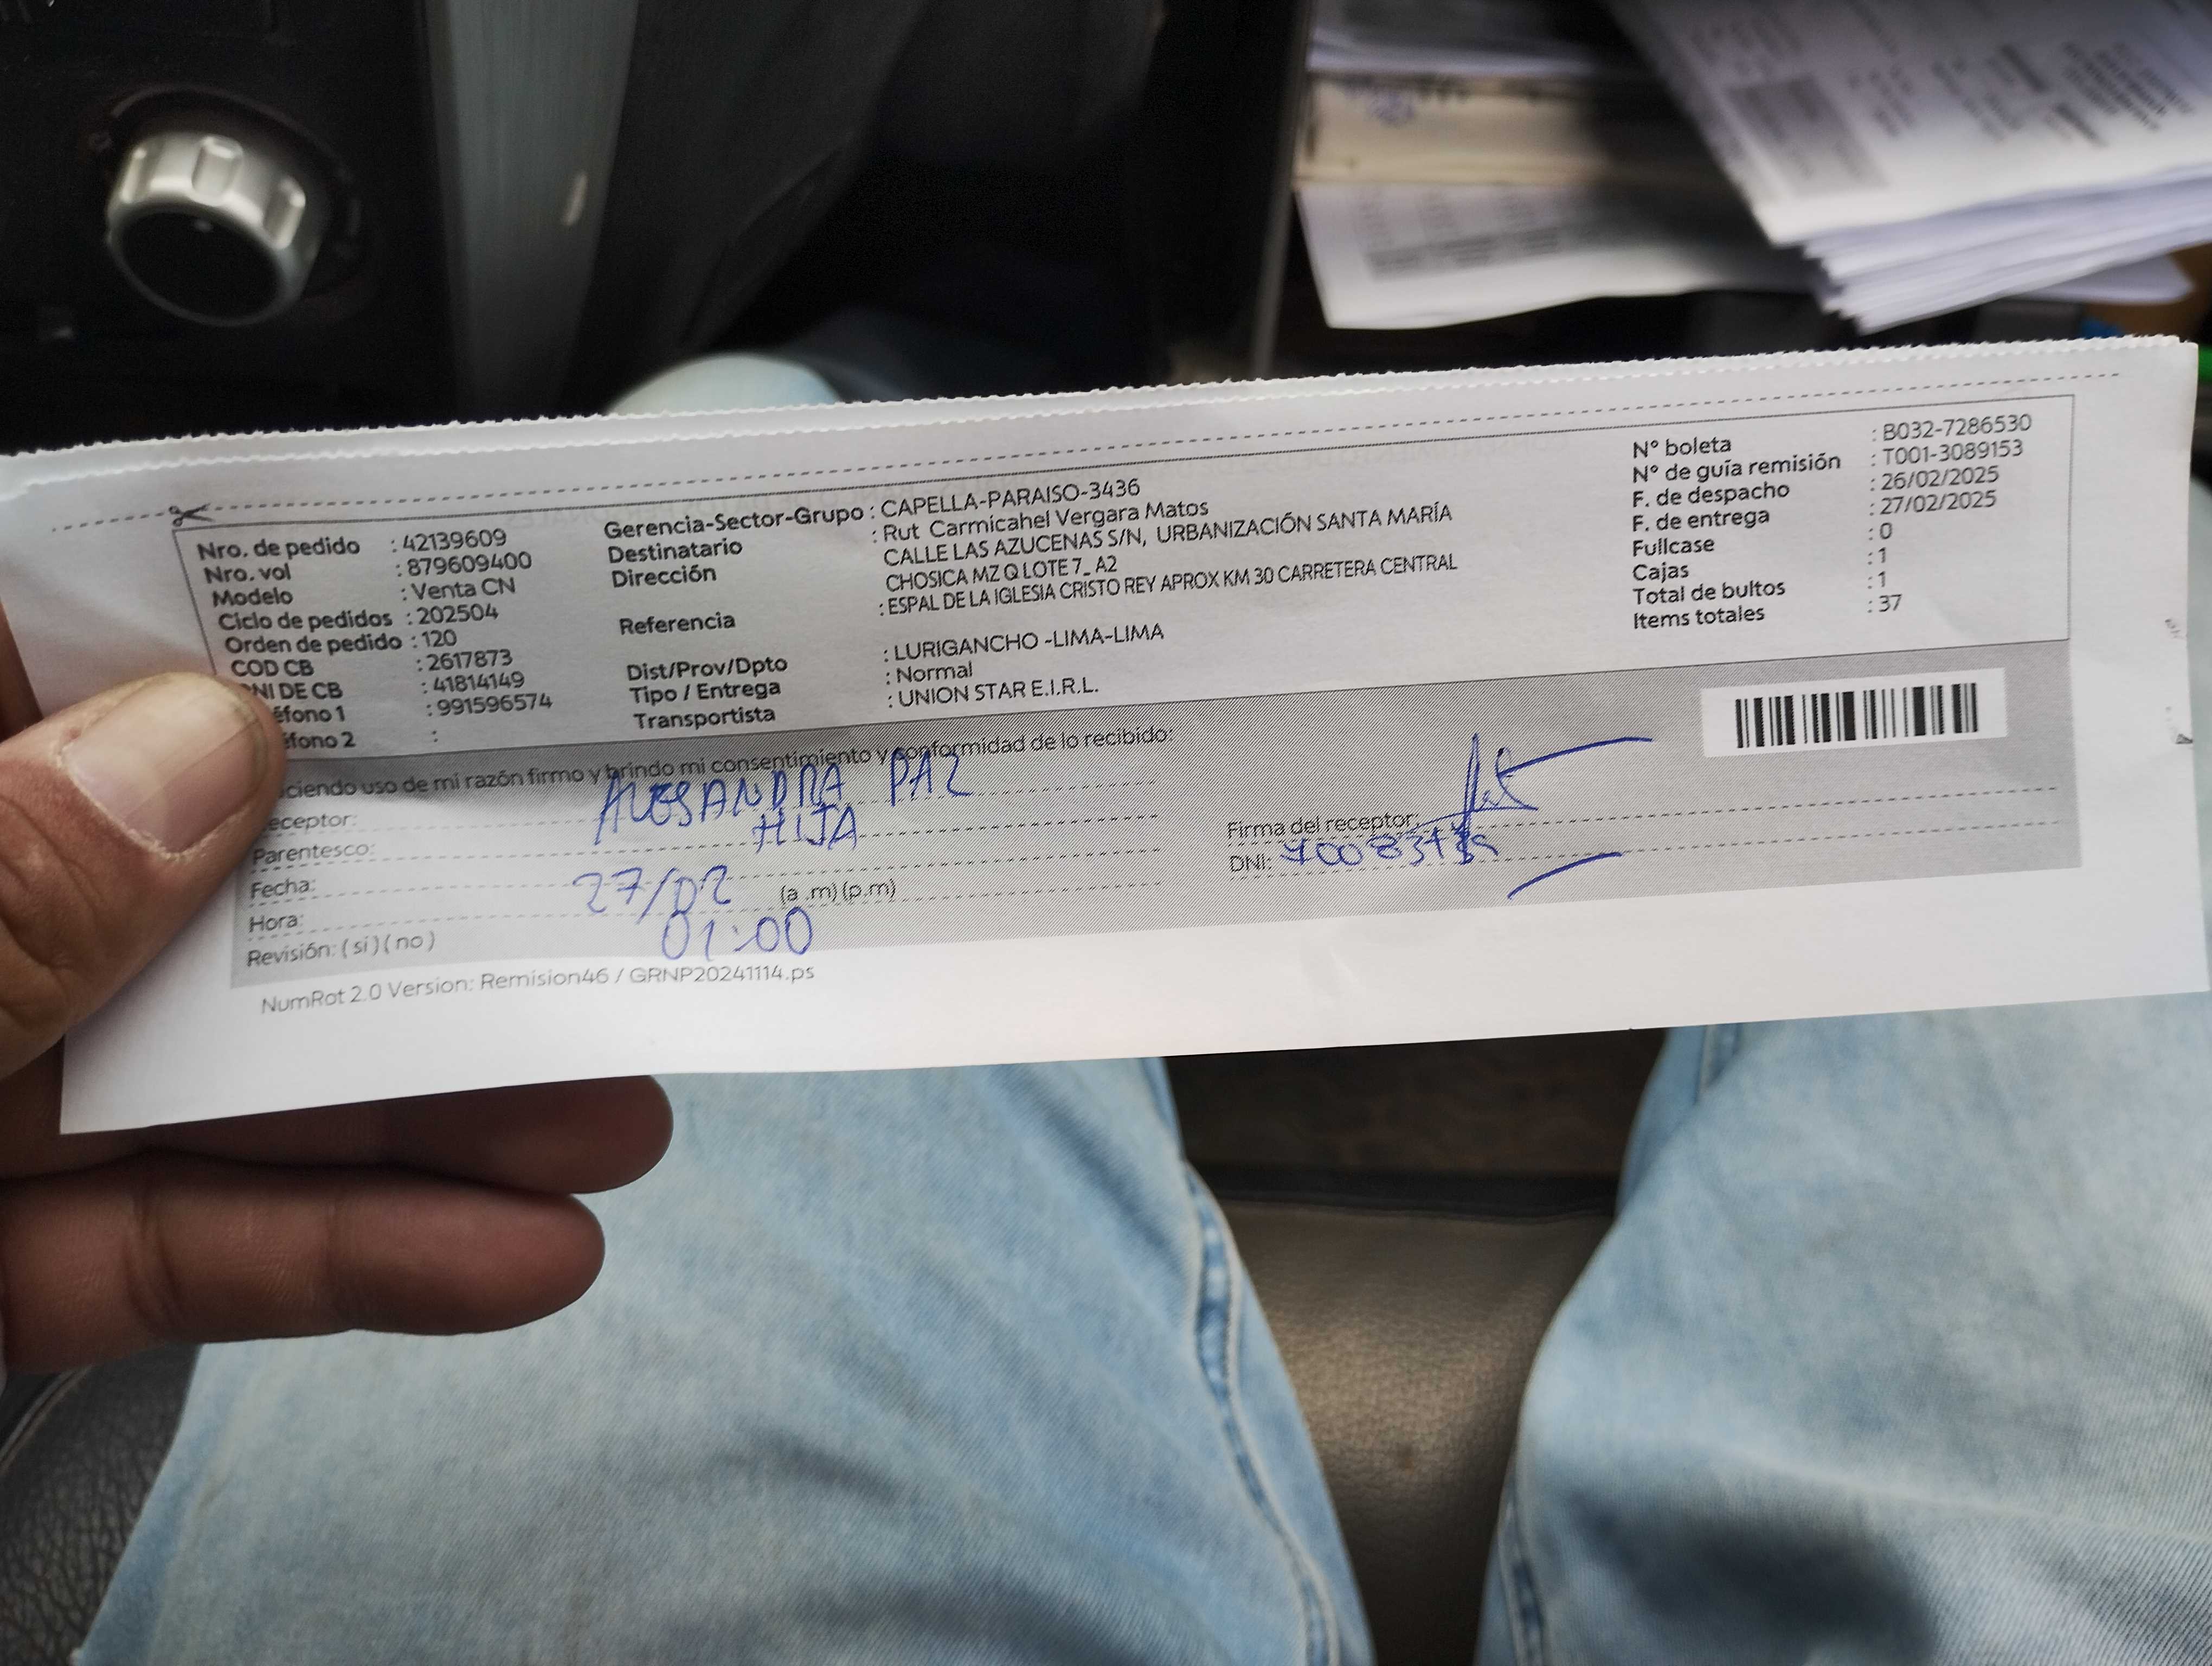 Nro. de pedido : 42139609
Nro. vol : 879609400
Modelo : Venta CN
Ciclo de pedidos : 202504
Orden de pedido : 120
COD CB : 2617873
DNI DE CB : 41814149
éfono 1 : 991596574
éfono 2 :
Gerencia-Sector-Grupo : CAPELLA-PARAISO-3436
Destinatario : Rut Carmicahel Vergara Matos
Dirección CALLE LAS AZUCENAS S/N, URBANIZACIÓN SANTA MARÍA
CHOSICA MZ Q LOTE 7_ A2
Referencia : ESPAL DE LA IGLESIA CRISTO REY APROX KM 30 CARRETERA CENTRAL
Dist/Prov/Dpto : LURIGANCHO -LIMA-LIMA
Tipo / Entrega : Normal
Transportista : UNION STAR E.I.R.L.
N° boleta : B032-7286530
N° de guía remisión : T001-3089153
F. de despacho : 26/02/2025
F. de entrega : 27/02/2025
Fullcase : 0
Cajas : 1
Total de bultos : 1
Items totales : 37
ciendo uso de mi razón firmo y brindo mi consentimiento y conformidad de lo recibido:
eceptor: ALESANDRA PAZ
Parentesco: HIJA
Fecha: 27/02
Hora: 01:00 (a .m) (p.m)
Revisión: ( si ) ( no )
Firma del receptor:
DNI:
NumRot 2.0 Version: Remision46 / GRNP20241114.ps